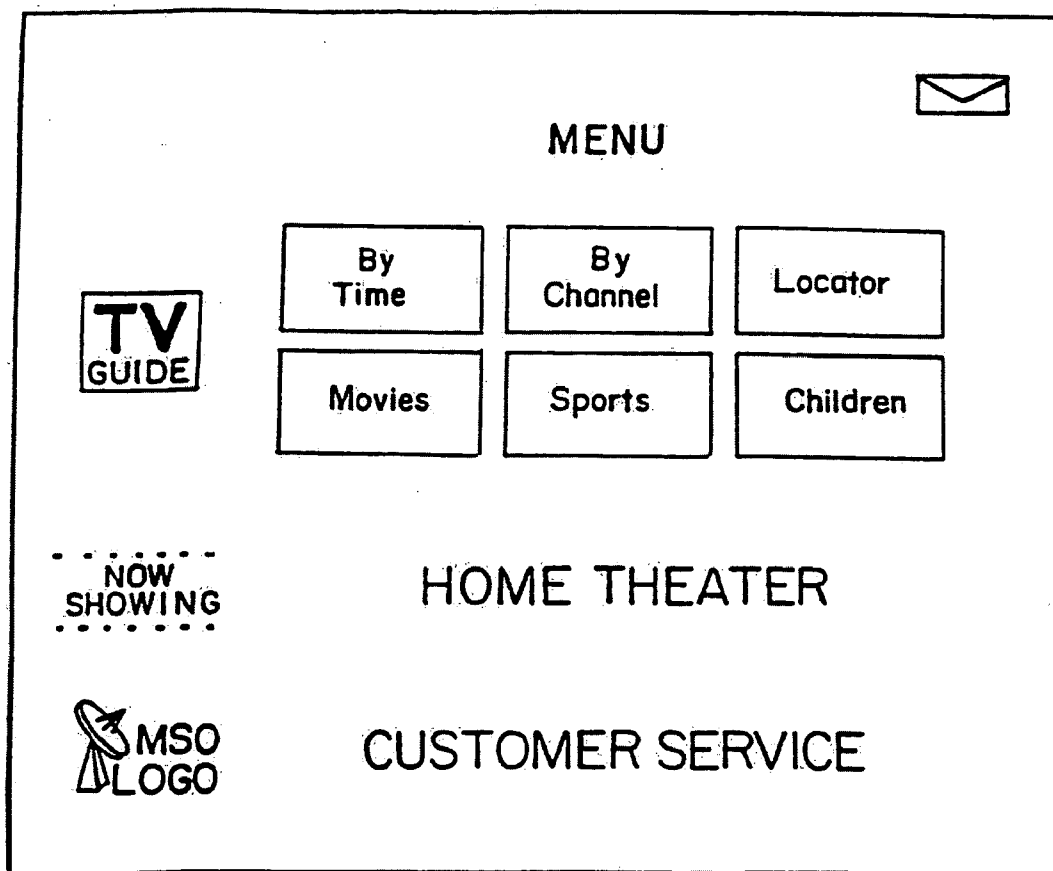 MENU
By
Time
By
Channel
Locator
TV
GUIDE
Movies
Sports
Children
NOW
SHOWING
HOME THEATER
MSO
LOGO
CUSTOMER SERVICE